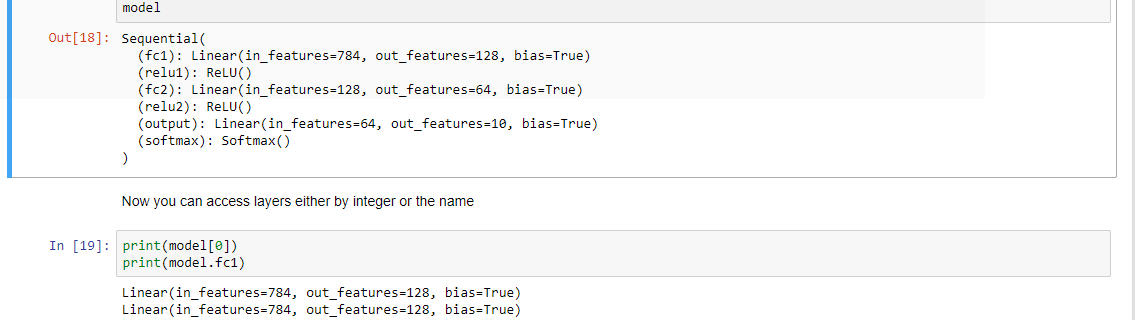 model
Out[18]: Sequential(
  (fc1): Linear(in_features=784, out_features=128, bias=True)
  (relu1): ReLU()
  (fc2): Linear(in_features=128, out_features=64, bias=True)
  (relu2): ReLU()
  (output): Linear(in_features=64, out_features=10, bias=True)
  (softmax): Softmax()
)
Now you can access layers either by integer or the name
In [19]: print(model[0])
print(model.fc1)
Linear(in_features=784, out_features=128, bias=True)
Linear(in_features=784, out_features=128, bias=True)